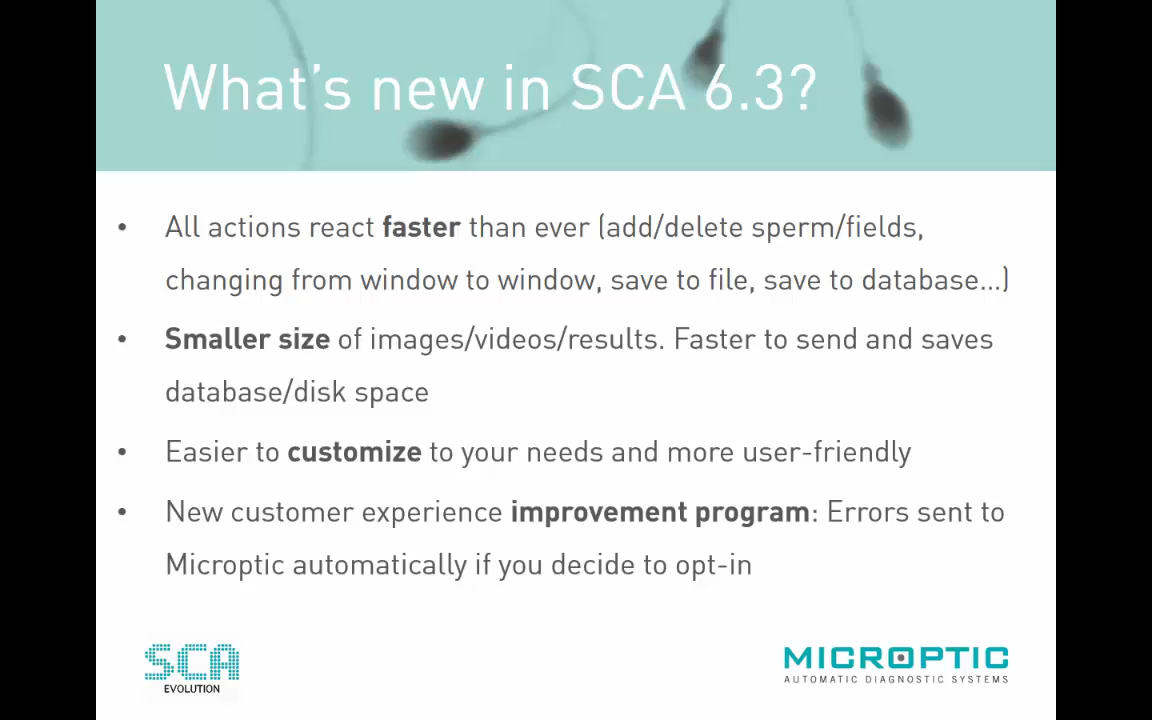 What's new in SCA 6.3?
• All actions react faster than ever (add/delete sperm/fields,
changing from window to window, save to file, save to database...)
• Smaller size of images/videos/results. Faster to send and saves
database/disk space
• Easier to customize to your needs and more user-friendly
• New customer experience improvement program: Errors sent to
Microptic automatically if you decide to opt-in
SCA
EVOLUTION
MICROPTIC
AUTOMATIC DIAGNOSTIC SYSTEMS